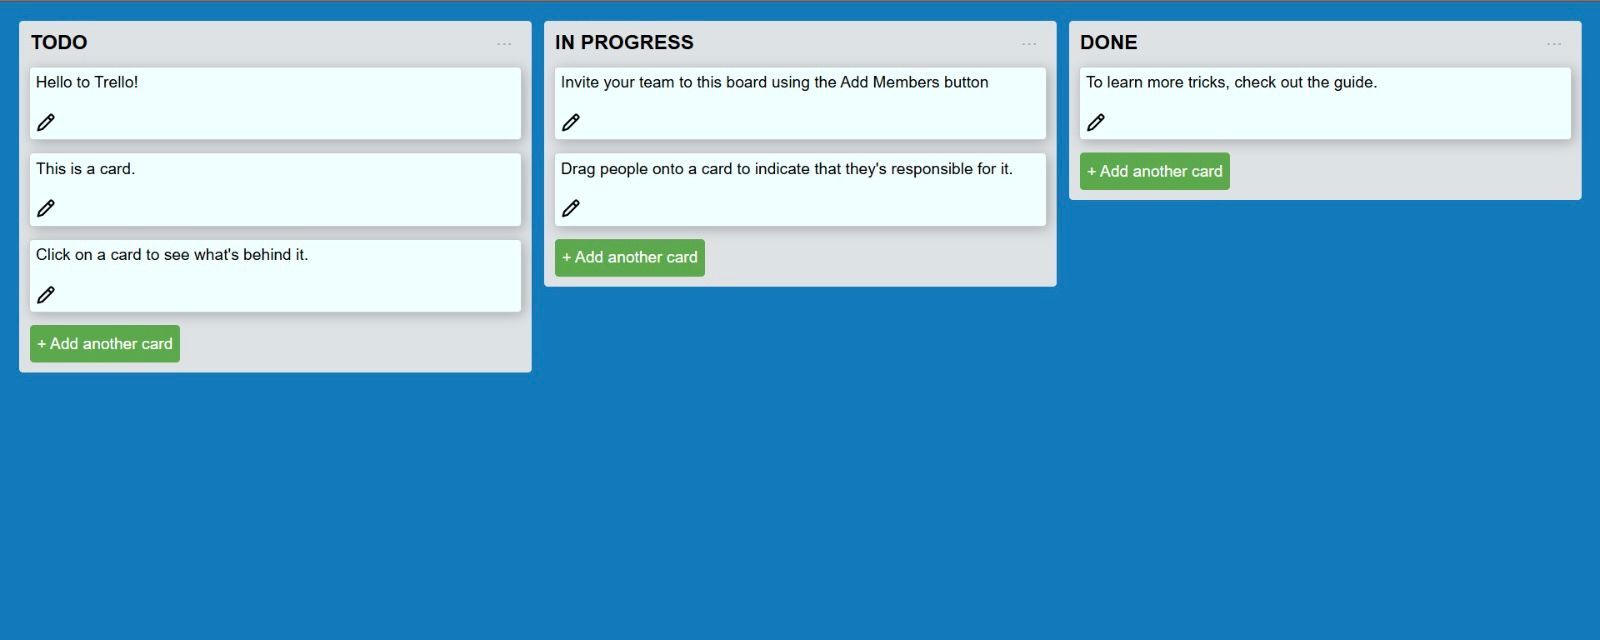 TODO
...
Hello to Trello!
This is a card.
Click on a card to see what's behind it.
+ Add another card
IN PROGRESS
...
Invite your team to this board using the Add Members button
Drag people onto a card to indicate that they's responsible for it.
+ Add another card
DONE
...
To learn more tricks, check out the guide.
+ Add another card